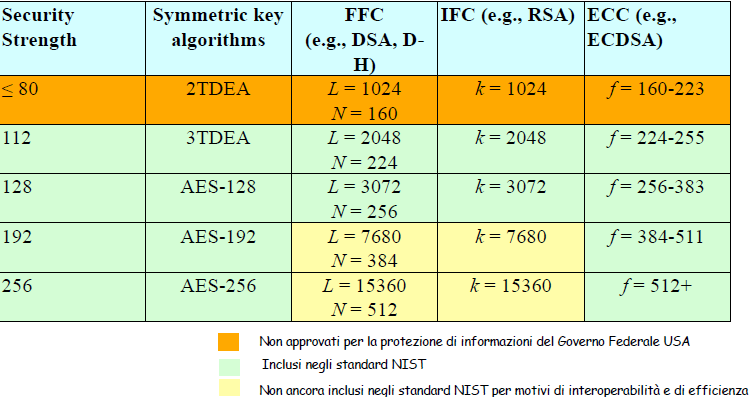 Security Strength	Symmetric key algorithms	FFC (e.g., DSA, D-H)	IFC (e.g., RSA)	ECC (e.g., ECDSA)
≤ 80	2TDEA	L = 1024 N = 160	k = 1024	f = 160-223
112	3TDEA	L = 2048 N = 224	k = 2048	f = 224-255
128	AES-128	L = 3072 N = 256	k = 3072	f = 256-383
192	AES-192	L = 7680 N = 384	k = 7680	f = 384-511
256	AES-256	L = 15360 N = 512	k = 15360	f = 512+
Non approvati per la protezione di informazioni del Governo Federale USA
Inclusi negli standard NIST
Non ancora inclusi negli standard NIST per motivi di interoperabilità e di efficienza